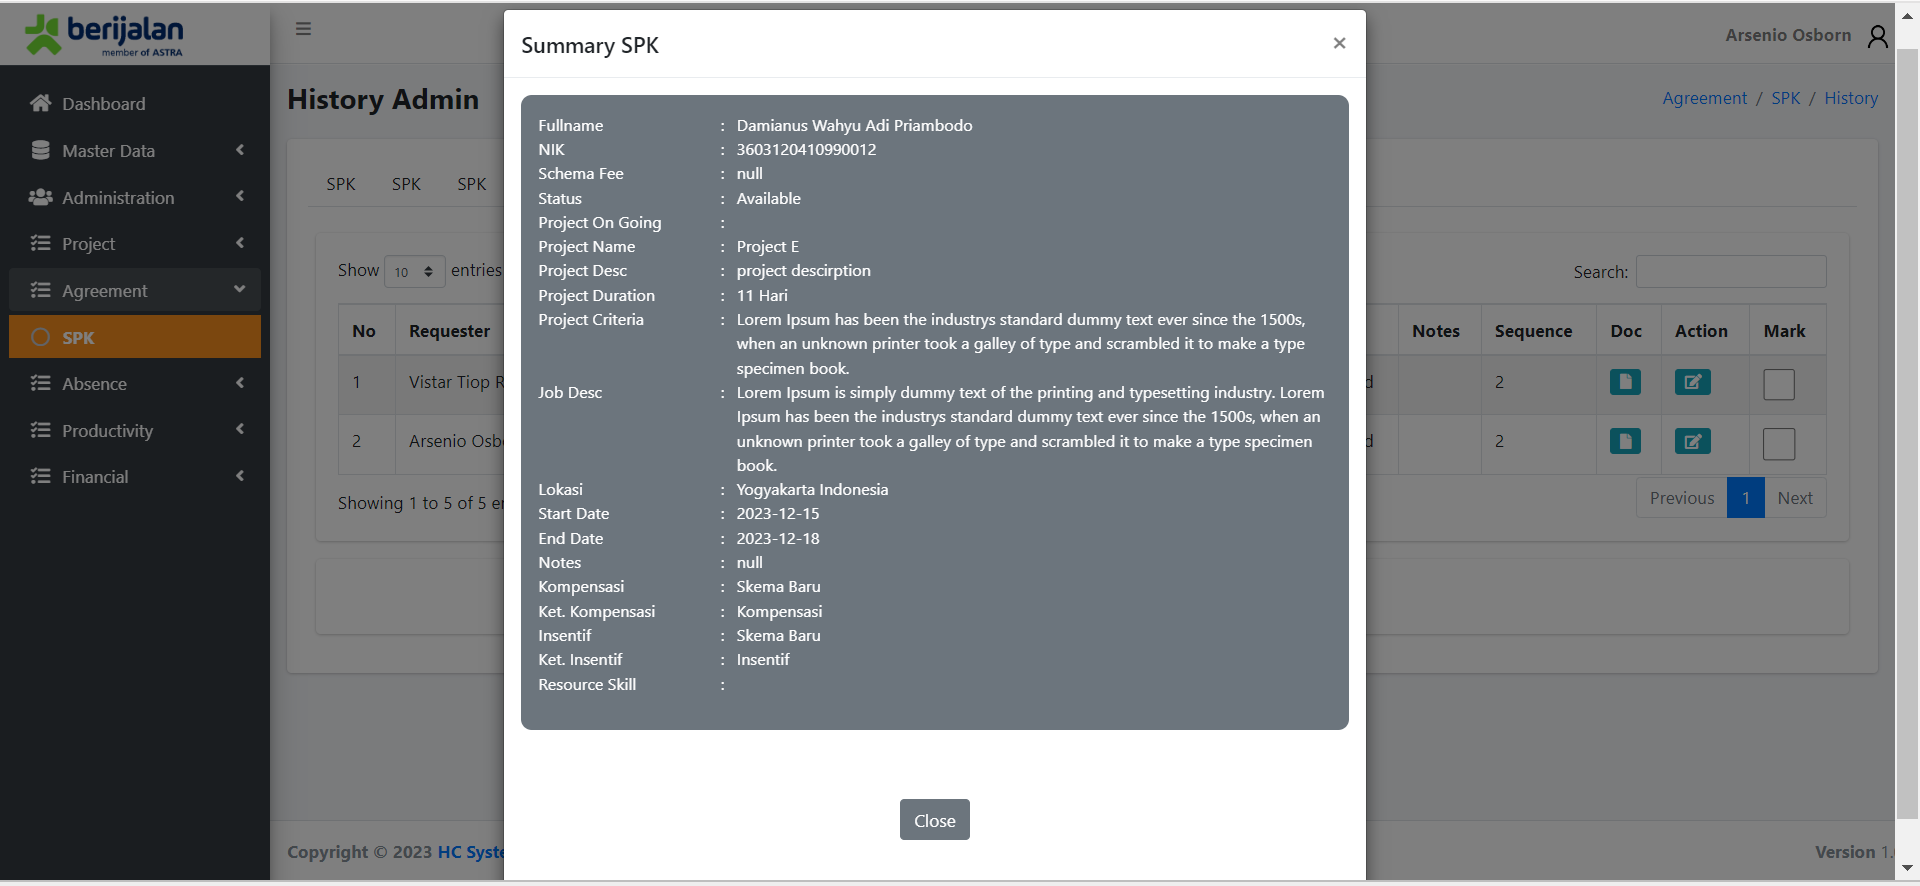 berijalan
member of ASTRA
Dashboard
Master Data
Administration
Project
Agreement
SPK
Absence
Productivity
Financial
Arsenio Osborn
History Admin
Agreement / SPK / History
SPK SPK SPK
Show 10 entries
Search:
No Requester Notes Sequence Doc Action Mark
1 Vistar Tiop R d 2
2 Arsenio Osb d 2
Showing 1 to 5 of 5 e
Previous 1 Next
Copyright © 2023 HC Syste
Version 1.
Summary SPK
×
Fullname : Damianus Wahyu Adi Priambodo
NIK : 3603120410990012
Schema Fee : null
Status : Available
Project On Going :
Project Name : Project E
Project Desc : project descirption
Project Duration : 11 Hari
Project Criteria : Lorem Ipsum has been the industrys standard dummy text ever since the 1500s,
when an unknown printer took a galley of type and scrambled it to make a type
specimen book.
Job Desc : Lorem Ipsum is simply dummy text of the printing and typesetting industry. Lorem
Ipsum has been the industrys standard dummy text ever since the 1500s, when an
unknown printer took a galley of type and scrambled it to make a type specimen
book.
Lokasi : Yogyakarta Indonesia
Start Date : 2023-12-15
End Date : 2023-12-18
Notes : null
Kompensasi : Skema Baru
Ket. Kompensasi : Kompensasi
Insentif : Skema Baru
Ket. Insentif : Insentif
Resource Skill :
Close